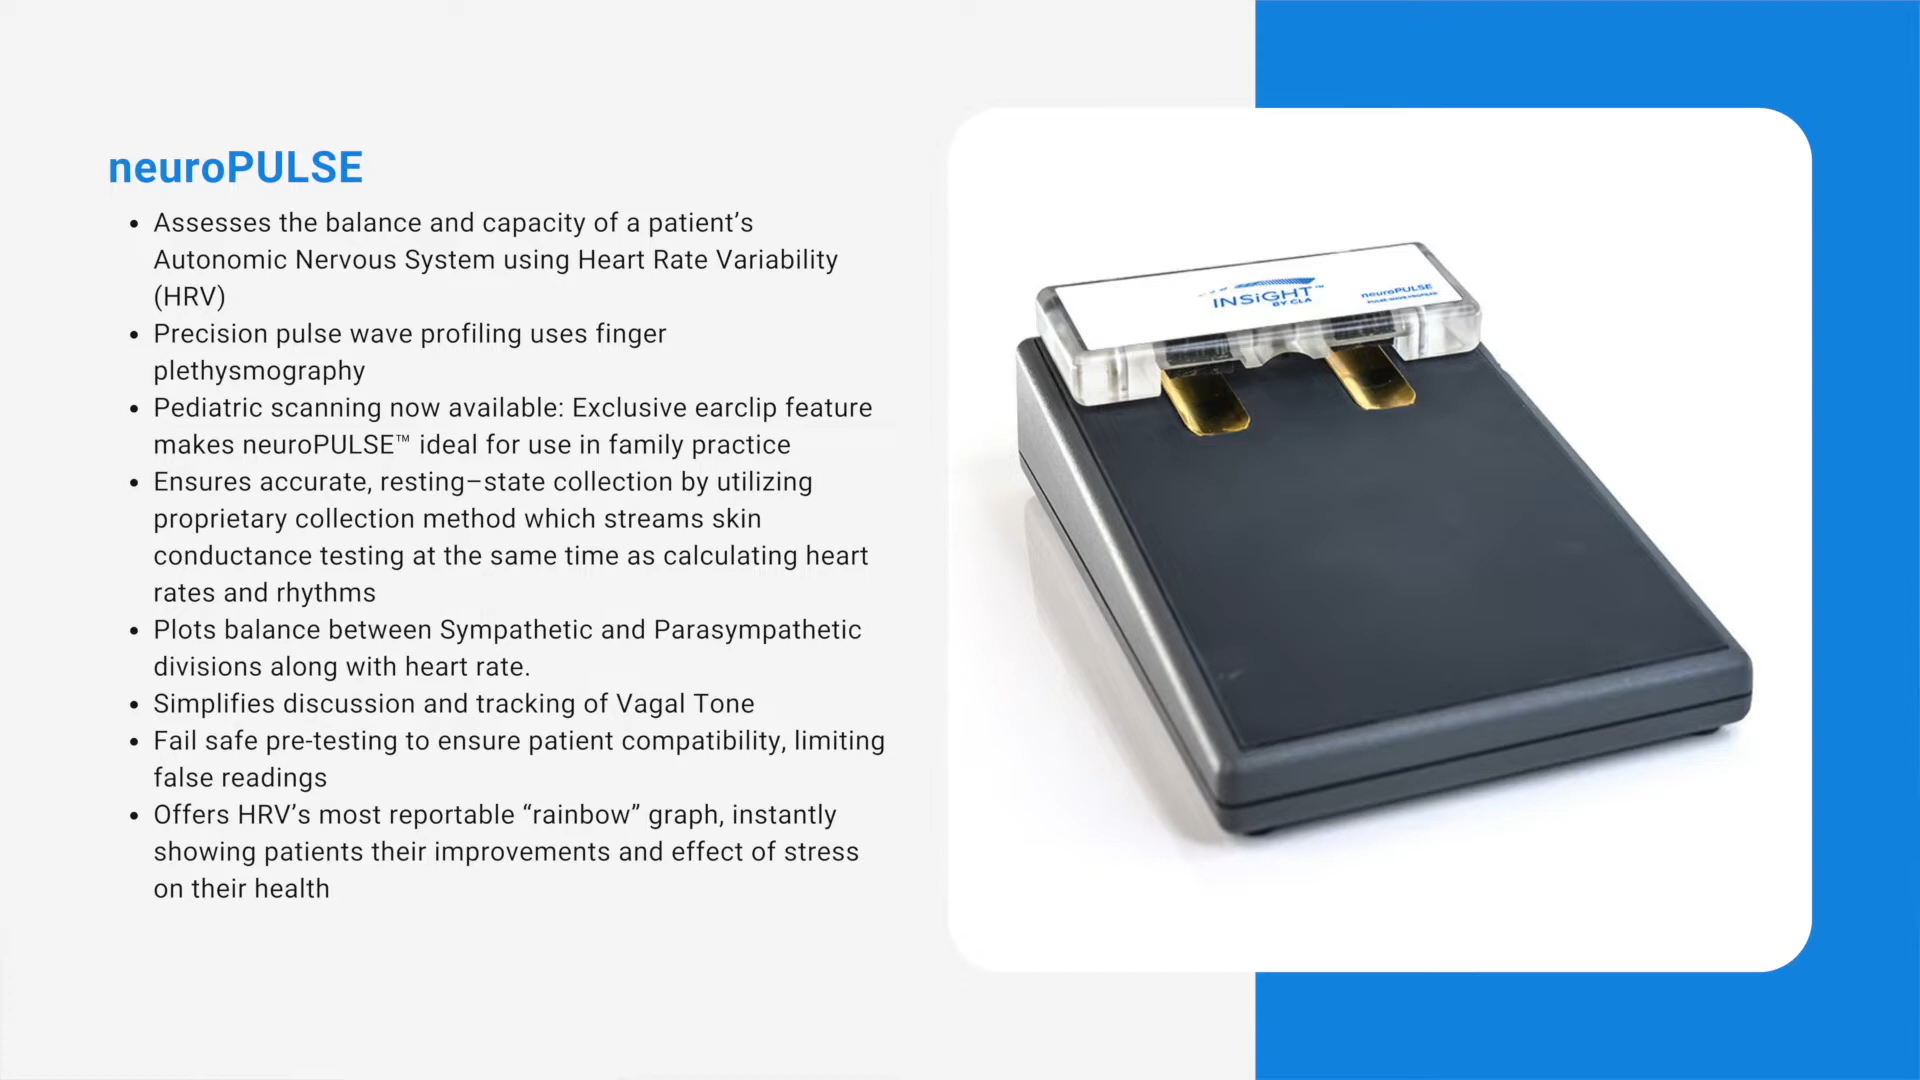 neuroPULSE
• Assesses the balance and capacity of a patient’s
Autonomic Nervous System using Heart Rate Variability
(HRV)
• Precision pulse wave profiling uses finger
plethysmography
• Pediatric scanning now available: Exclusive earclip feature
makes neuroPULSE™ ideal for use in family practice
• Ensures accurate, resting–state collection by utilizing
proprietary collection method which streams skin
conductance testing at the same time as calculating heart
rates and rhythms
• Plots balance between Sympathetic and Parasympathetic
divisions along with heart rate.
• Simplifies discussion and tracking of Vagal Tone
• Fail safe pre-testing to ensure patient compatibility, limiting
false readings
• Offers HRV’s most reportable “rainbow” graph, instantly
showing patients their improvements and effect of stress
on their health
INSiGHT™
BY CLA
neuroPULSE